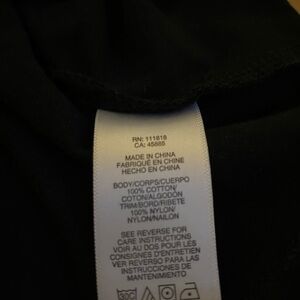 RN: 111818
CA: 45885
MADE IN CHINA
FABRIQUÉ EN CHINE
HECHO EN CHINA
BODY/CORPS/CUERPO
100% COTTON/
COTON/ALGODÓN
TRIM/BORD/RIBETE
100% NYLON/
NYLON/NAILON
SEE REVERSE FOR
CARE INSTRUCTIONS
VOIR AU DOS POUR LES
CONSIGNES D'ENTRETIEN
VER REVERSO PARA LAS
INSTRUCCIONES DE
MANTENIMIENTO